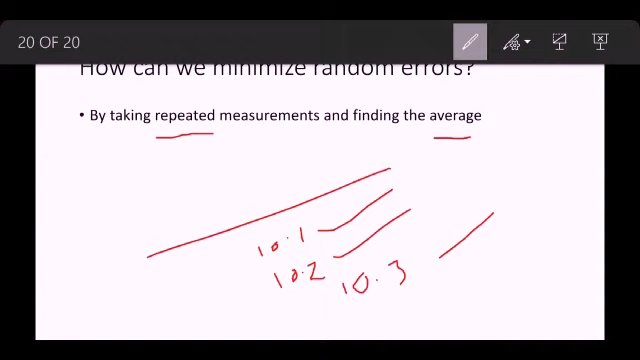 20 OF 20
How can we minimize random errors?
• By taking repeated measurements and finding the average
10.1
10.2
10.3